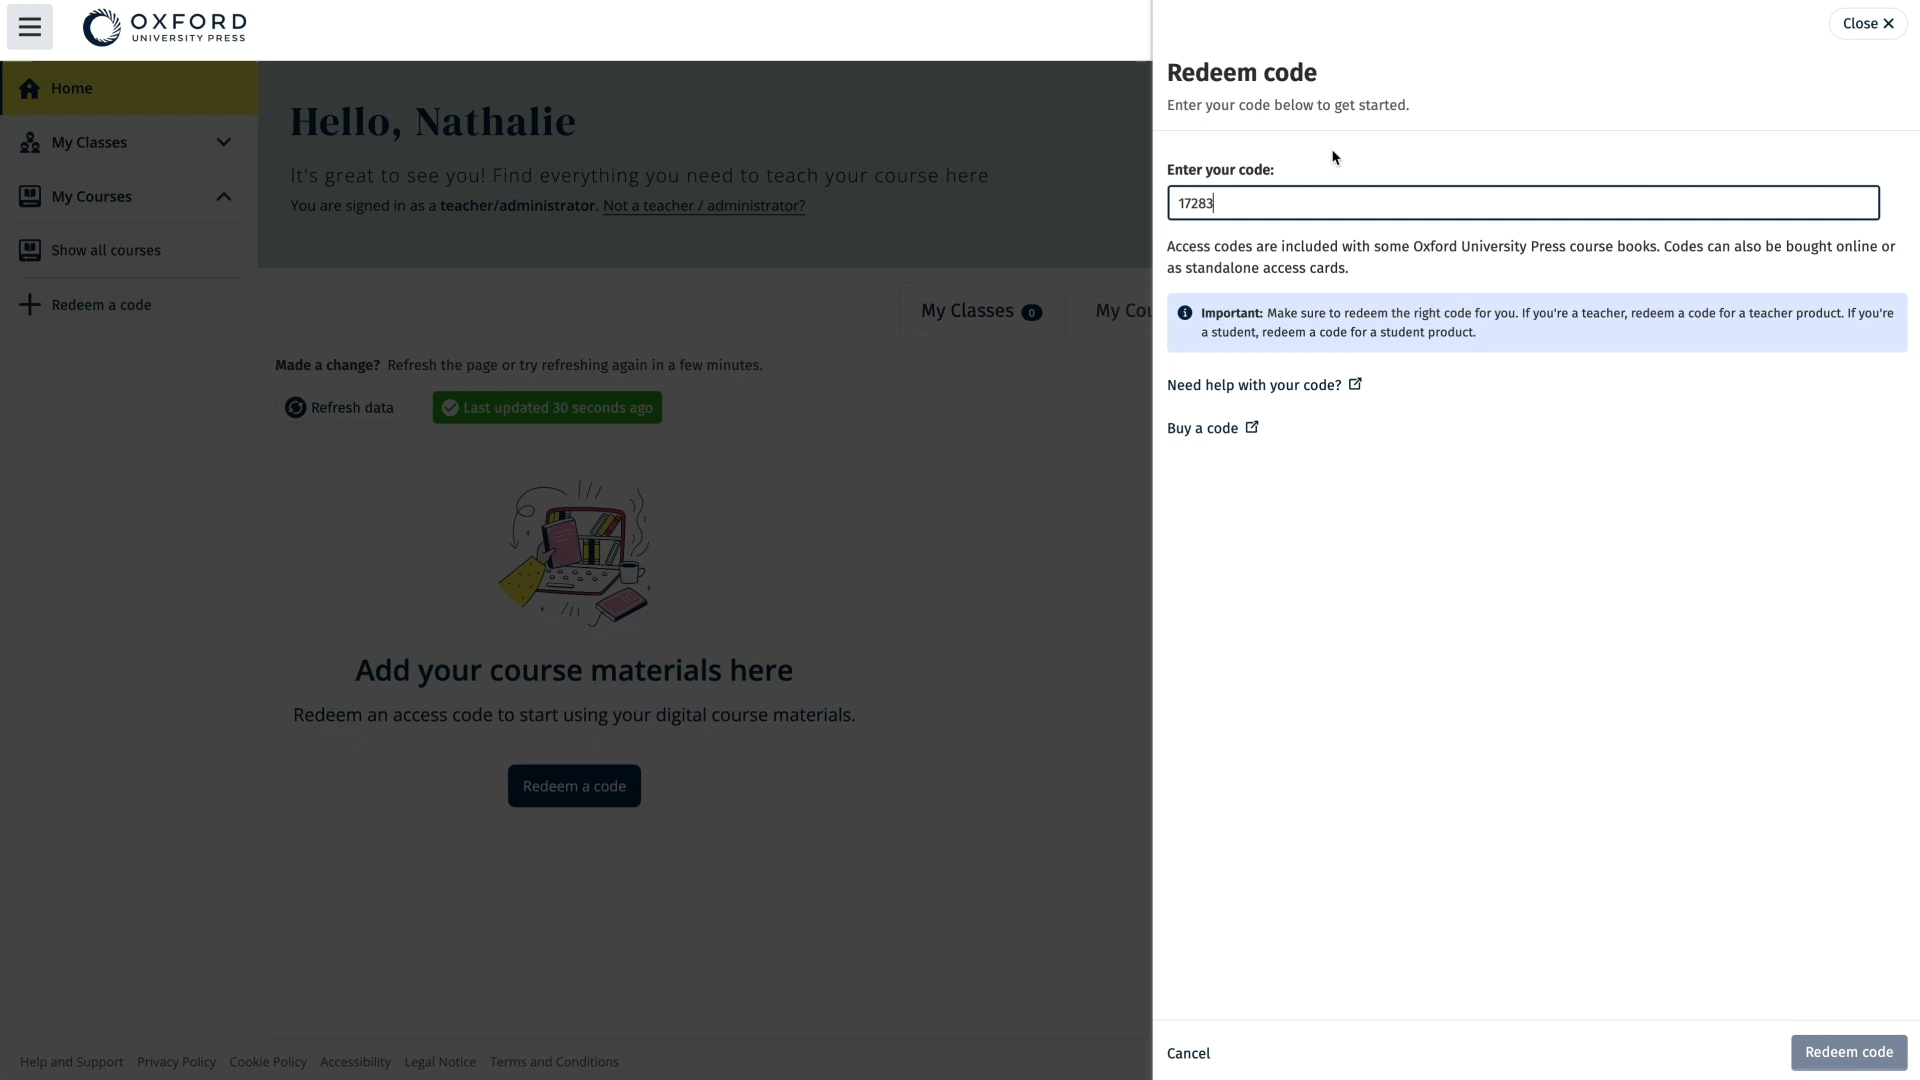 OXFORD
UNIVERSITY PRESS
Close
Home
My Classes
My Courses
Show all courses
Redeem a code
Hello, Nathalie
It's great to see you! Find everything you need to teach your course here
You are signed in as a teacher/administrator. Not a teacher / administrator?
My Classes 0
My Cou
Made a change? Refresh the page or try refreshing again in a few minutes.
Refresh data
Last updated 30 seconds ago
Add your course materials here
Redeem an access code to start using your digital course materials.
Redeem a code
Help and Support Privacy Policy Cookie Policy Accessibility Legal Notice Terms and Conditions
Redeem code
Enter your code below to get started.
Enter your code:
17283
Access codes are included with some Oxford University Press course books. Codes can also be bought online or
as standalone access cards.
Important: Make sure to redeem the right code for you. If you're a teacher, redeem a code for a teacher product. If you're
a student, redeem a code for a student product.
Need help with your code?
Buy a code
Cancel
Redeem code